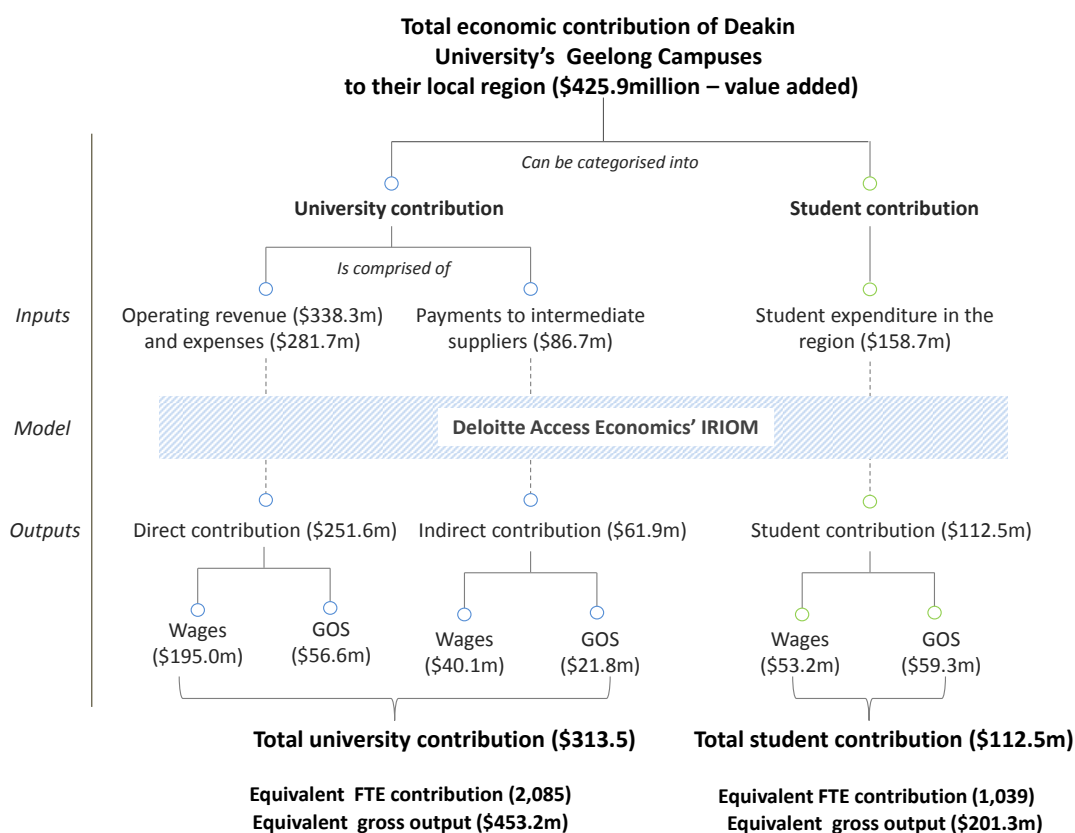 Total economic contribution of Deakin
University's Geelong Campuses
to their local region ($425.9million – value added)
Can be categorised into
University contribution
Student contribution
Is comprised of
Inputs
Operating revenue ($338.3m)
and expenses ($281.7m)
Payments to intermediate
suppliers ($86.7m)
Student expenditure in the
region ($158.7m)
Model
Deloitte Access Economics' IRIOM
Outputs
Direct contribution ($251.6m)
Indirect contribution ($61.9m)
Student contribution ($112.5m)
Wages
($195.0m)
GOS
($56.6m)
Wages
($40.1m)
GOS
($21.8m)
Wages
($53.2m)
GOS
($59.3m)
Total university contribution ($313.5)
Total student contribution ($112.5m)
Equivalent  FTE contribution (2,085)
Equivalent  gross output ($453.2m)
Equivalent FTE contribution (1,039)
Equivalent gross output ($201.3m)